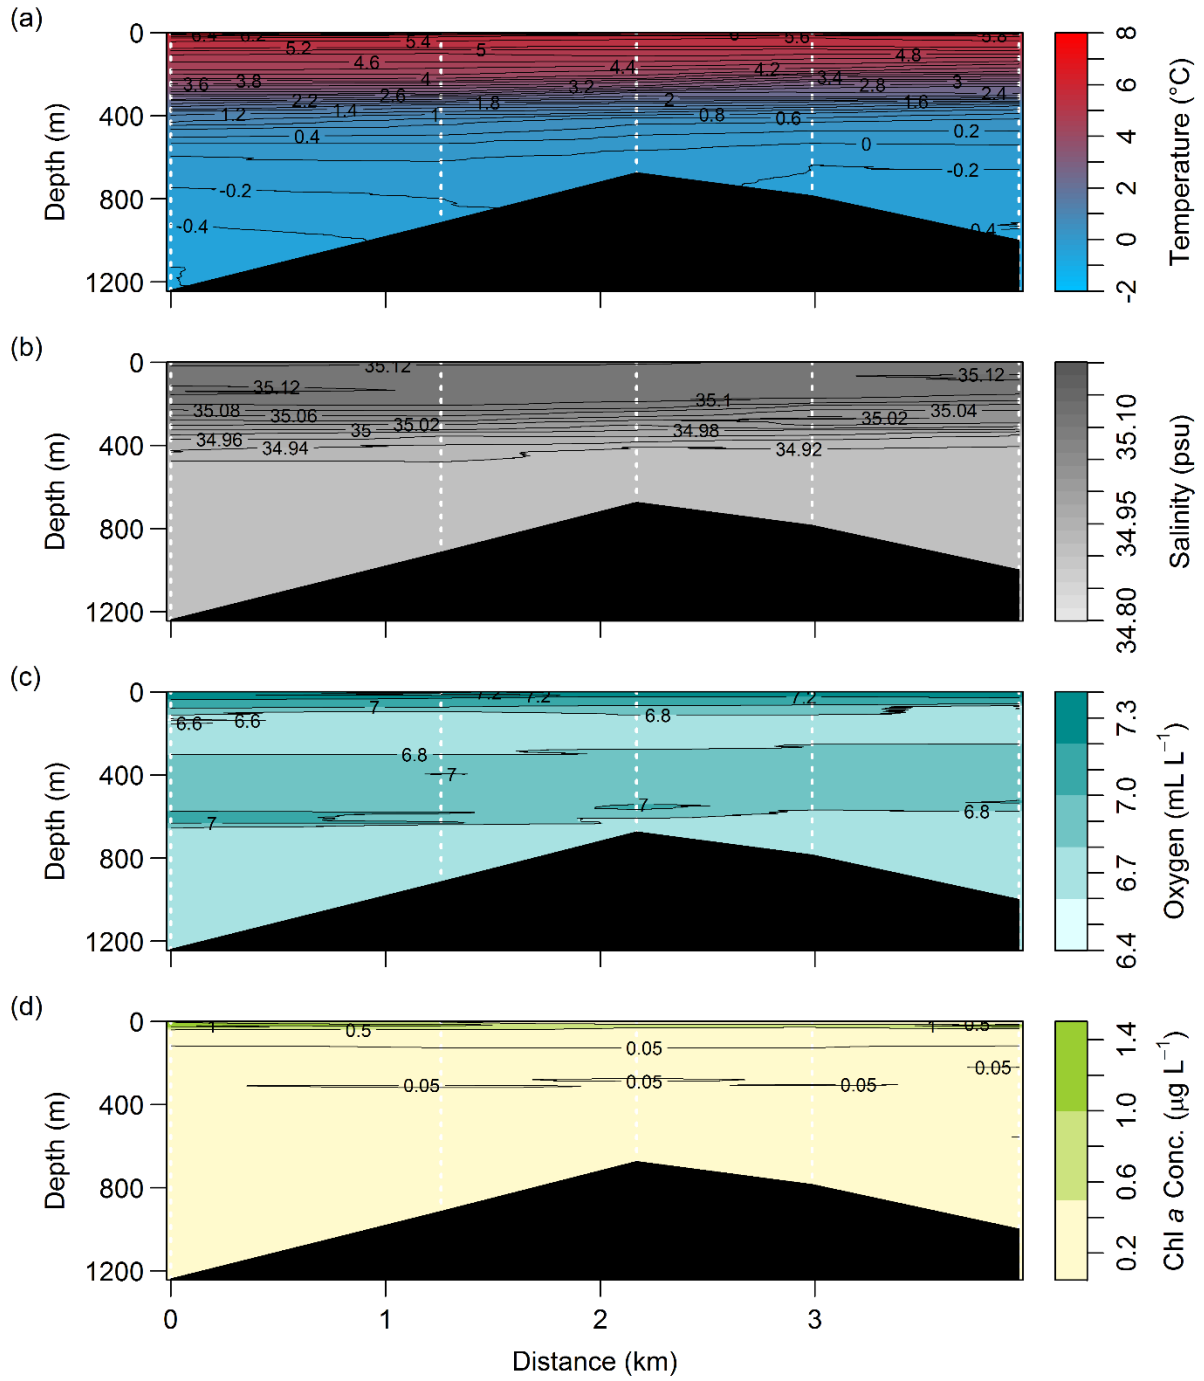 (a)
0
400
800
1200
Depth (m)
6.4 6.2 6 5.8
5.4 5.6
5.2 5 4.8
4.6 4.4 4.2
3.6 3.8 4 3.4 3
3.2 2.8
2.6 2.4
2.2 1.8 2 1.6
1.2 1.4 1 0.8 0.6
0.4 0.2
0
-0.2 -0.2
-0.4 0.4
8
6
4
2
0
-2
Temperature (°C)
(b)
0
400
800
1200
Depth (m)
35.12
35.12 35.12
35.08 35.1
35.06 35.04
35.02 35.02
35 34.98
34.96 34.94 34.92
35.10
34.95
34.80
Salinity (psu)
(c)
0
400
800
1200
Depth (m)
7.2 7.2
7 6.8
6.6 6.6
6.8
7
7 6.8
7
7.3
7.0
6.7
6.4
Oxygen (mL L⁻¹)
(d)
0
400
800
1200
Depth (m)
1 0.5 1 0.5
0.05
0.05 0.05 0.05 0.05
1.4
1.0
0.6
0.2
Chl a Conc. (μg L⁻¹)
0 1 2 3
Distance (km)